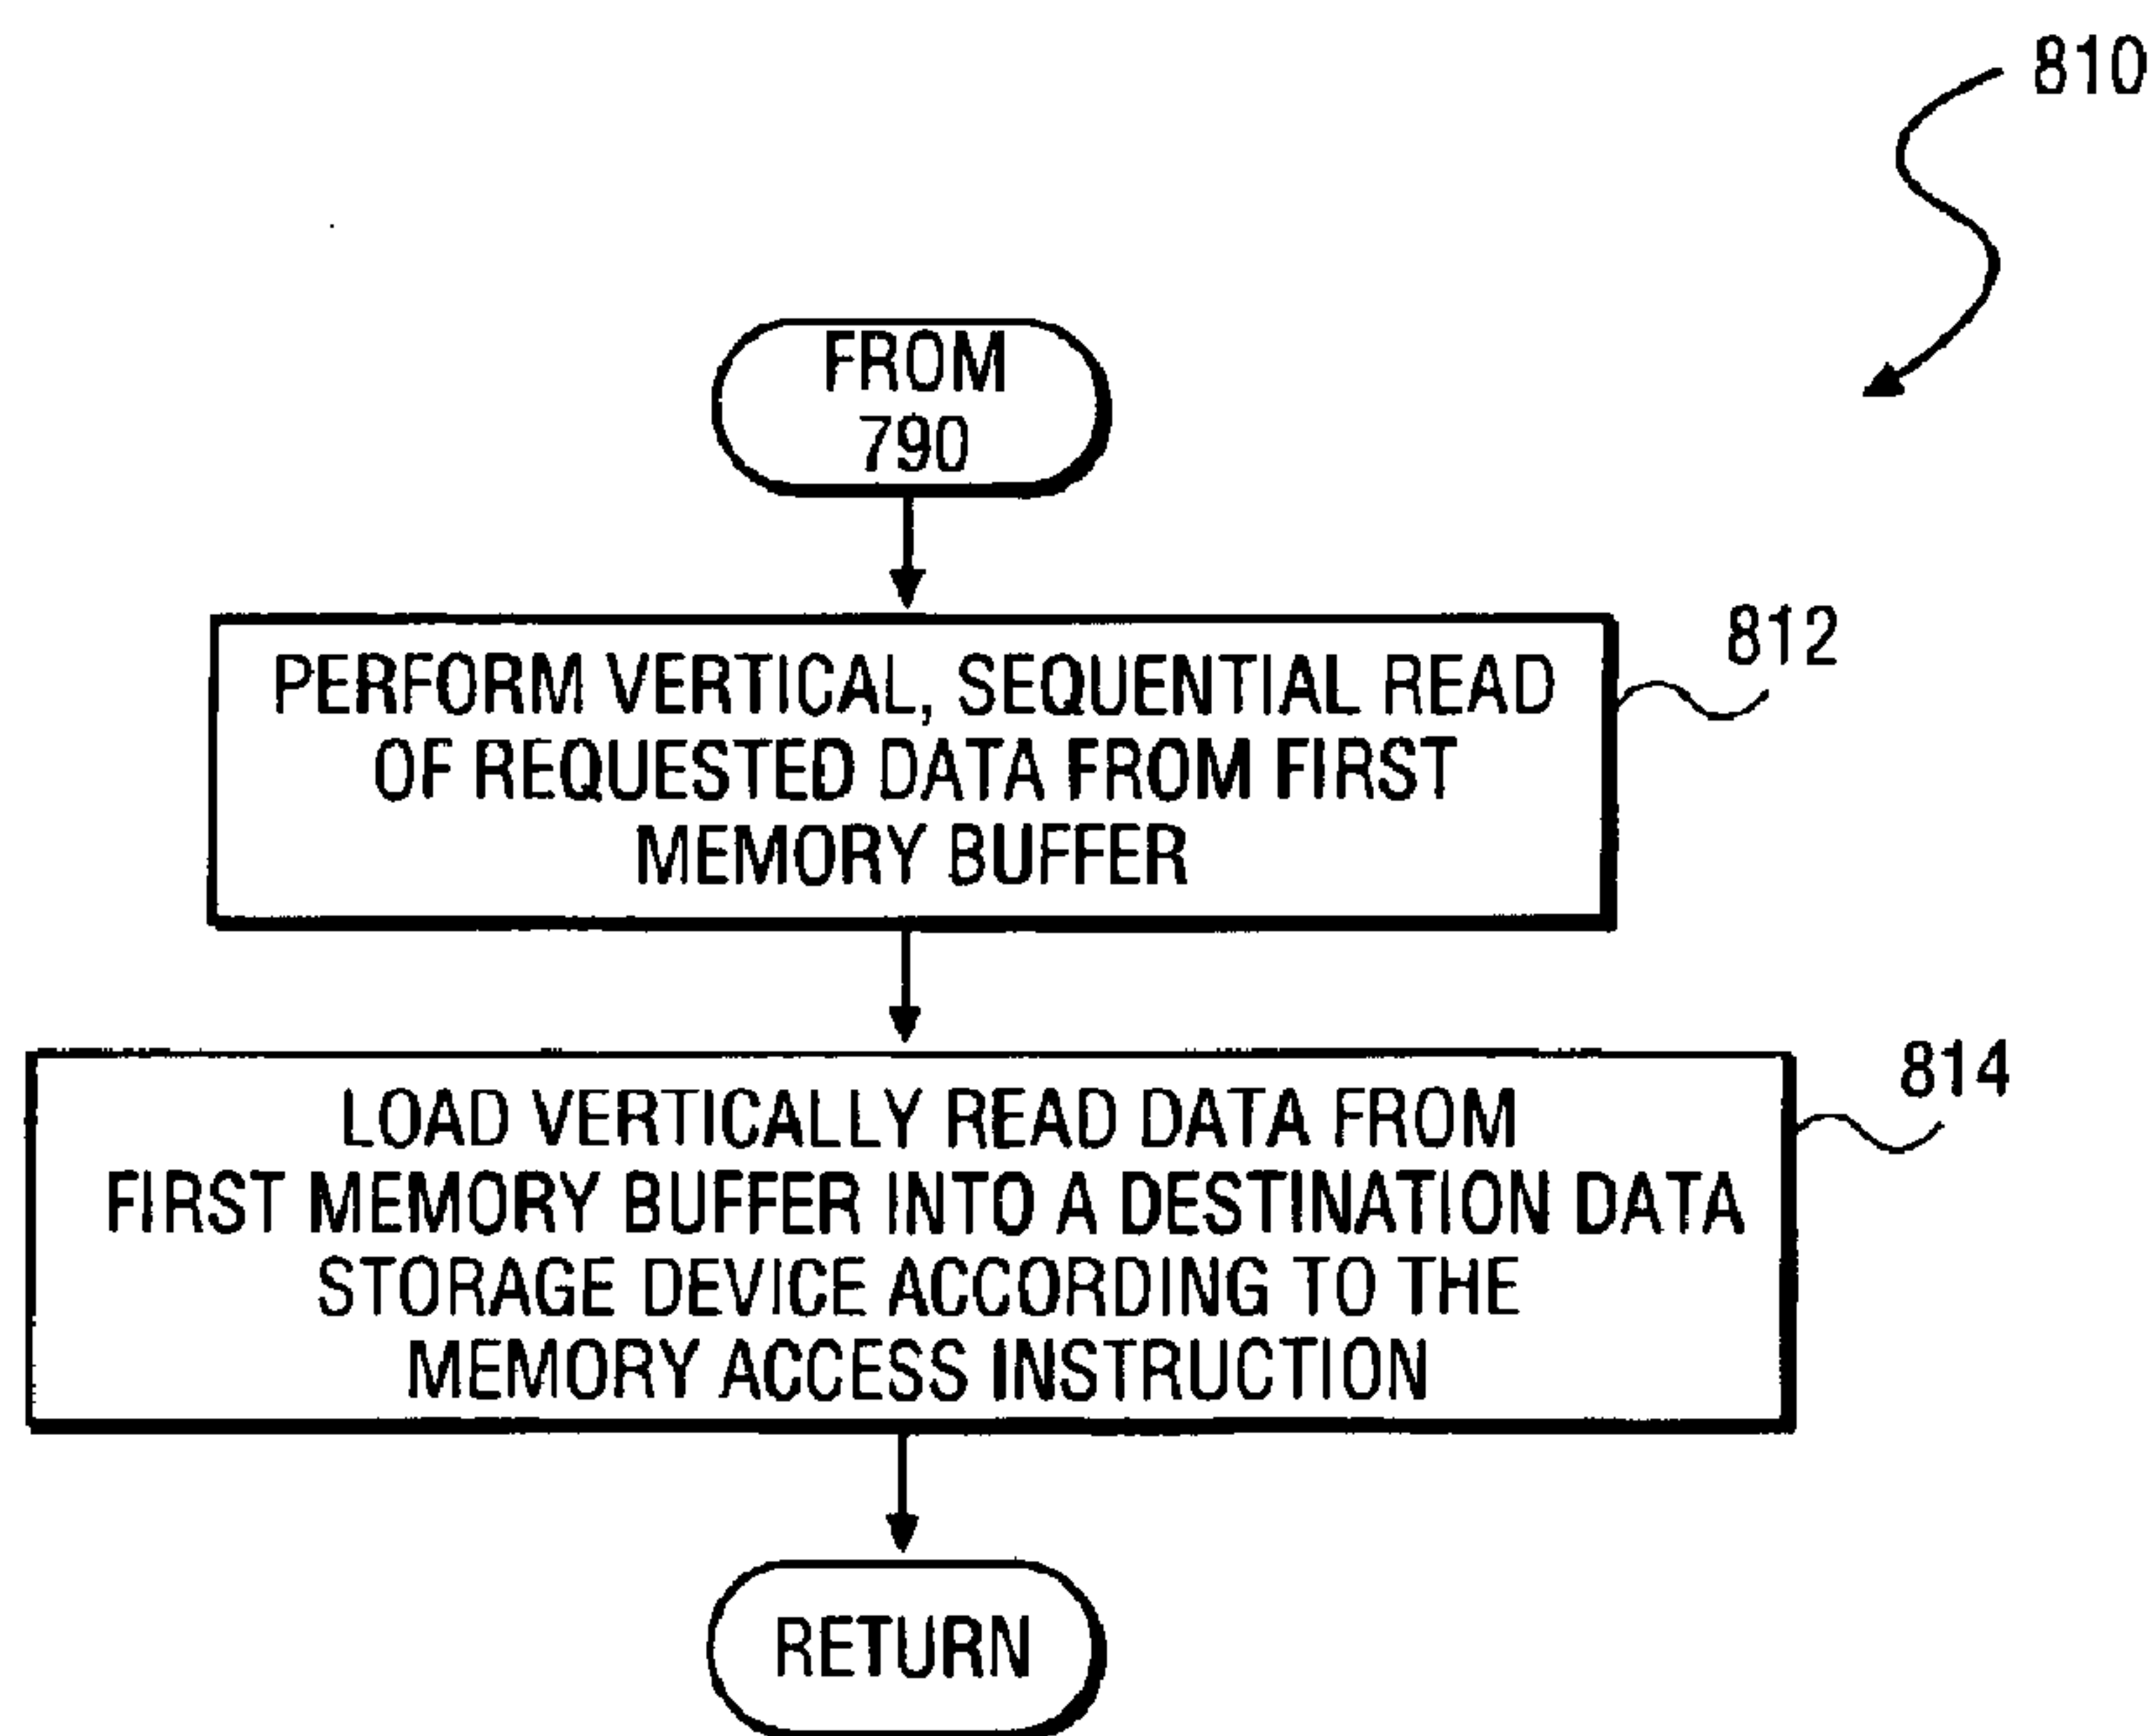 810
FROM
790
PERFORM VERTICAL, SEQUENTIAL READ
OF REQUESTED DATA FROM FIRST
MEMORY BUFFER
812
LOAD VERTICALLY READ DATA FROM
FIRST MEMORY BUFFER INTO A DESTINATION DATA
STORAGE DEVICE ACCORDING TO THE
MEMORY ACCESS INSTRUCTION
814
RETURN